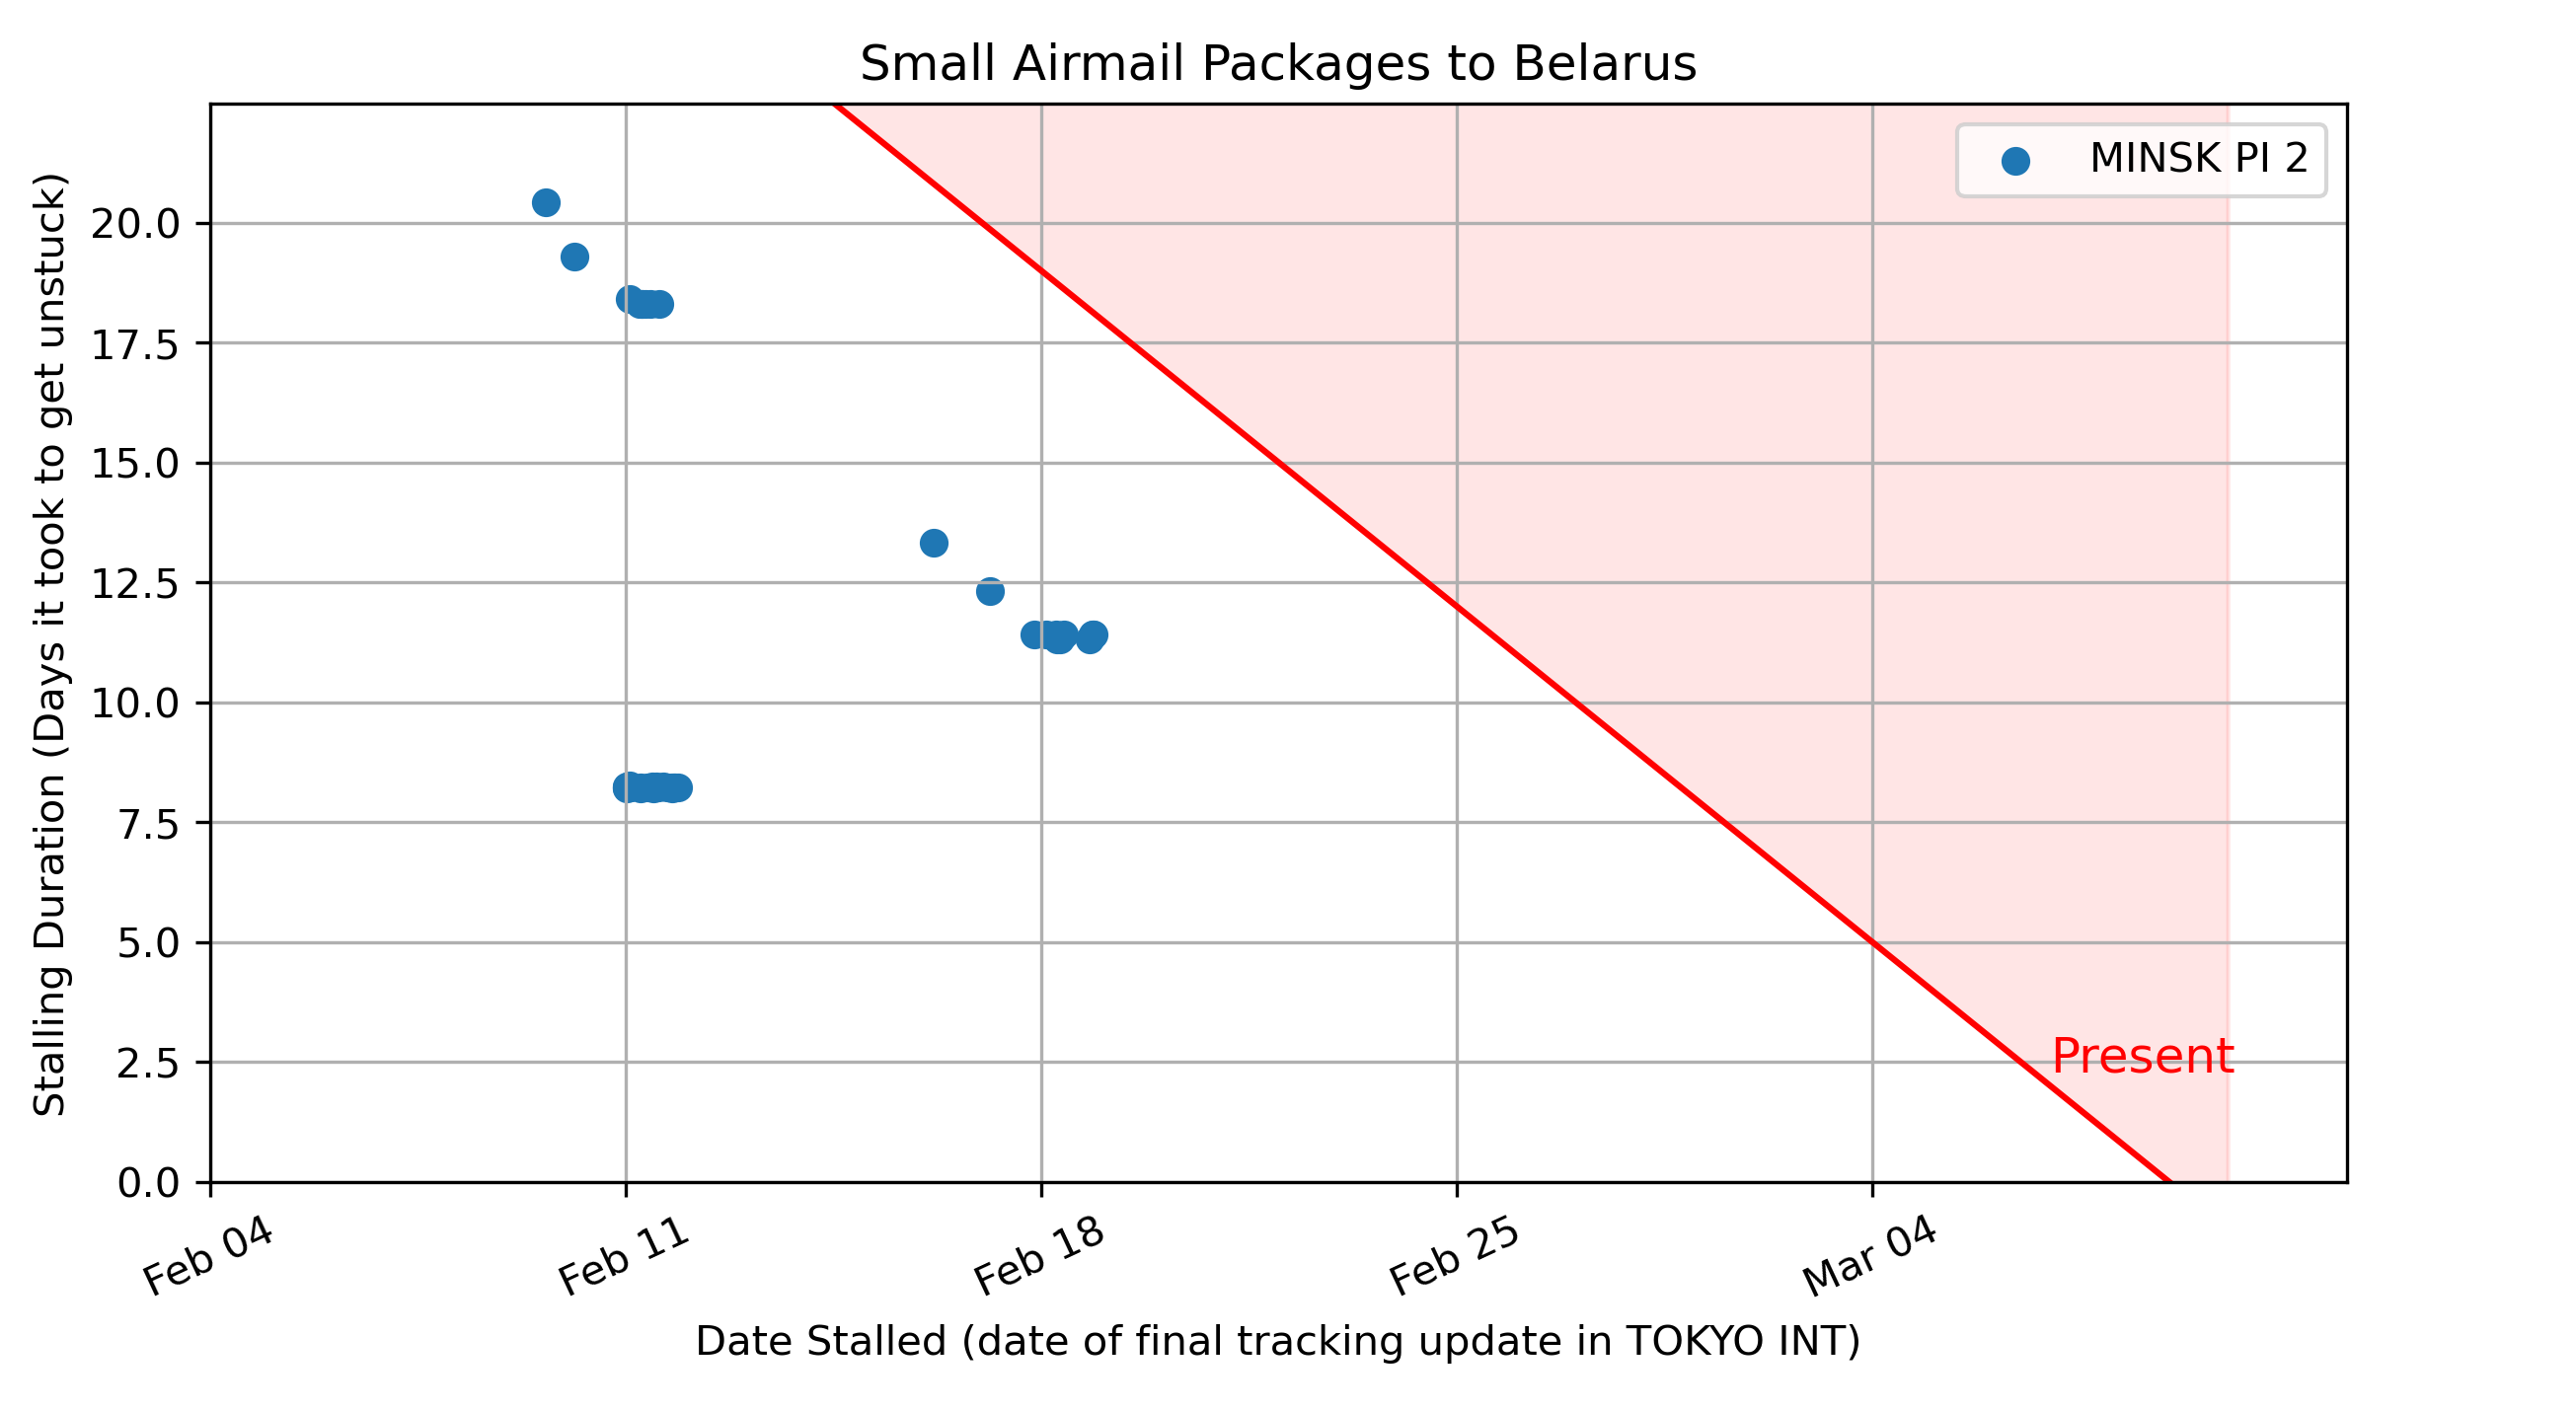 Small Airmail Packages to Belarus
MINSK PI 2
Stalling Duration (Days it took to get unstuck)
20.0
17.5
15.0
12.5
10.0
7.5
5.0
2.5
0.0
Present
Feb 04
Feb 11
Feb 18
Feb 25
Mar 04
Date Stalled (date of final tracking update in TOKYO INT)